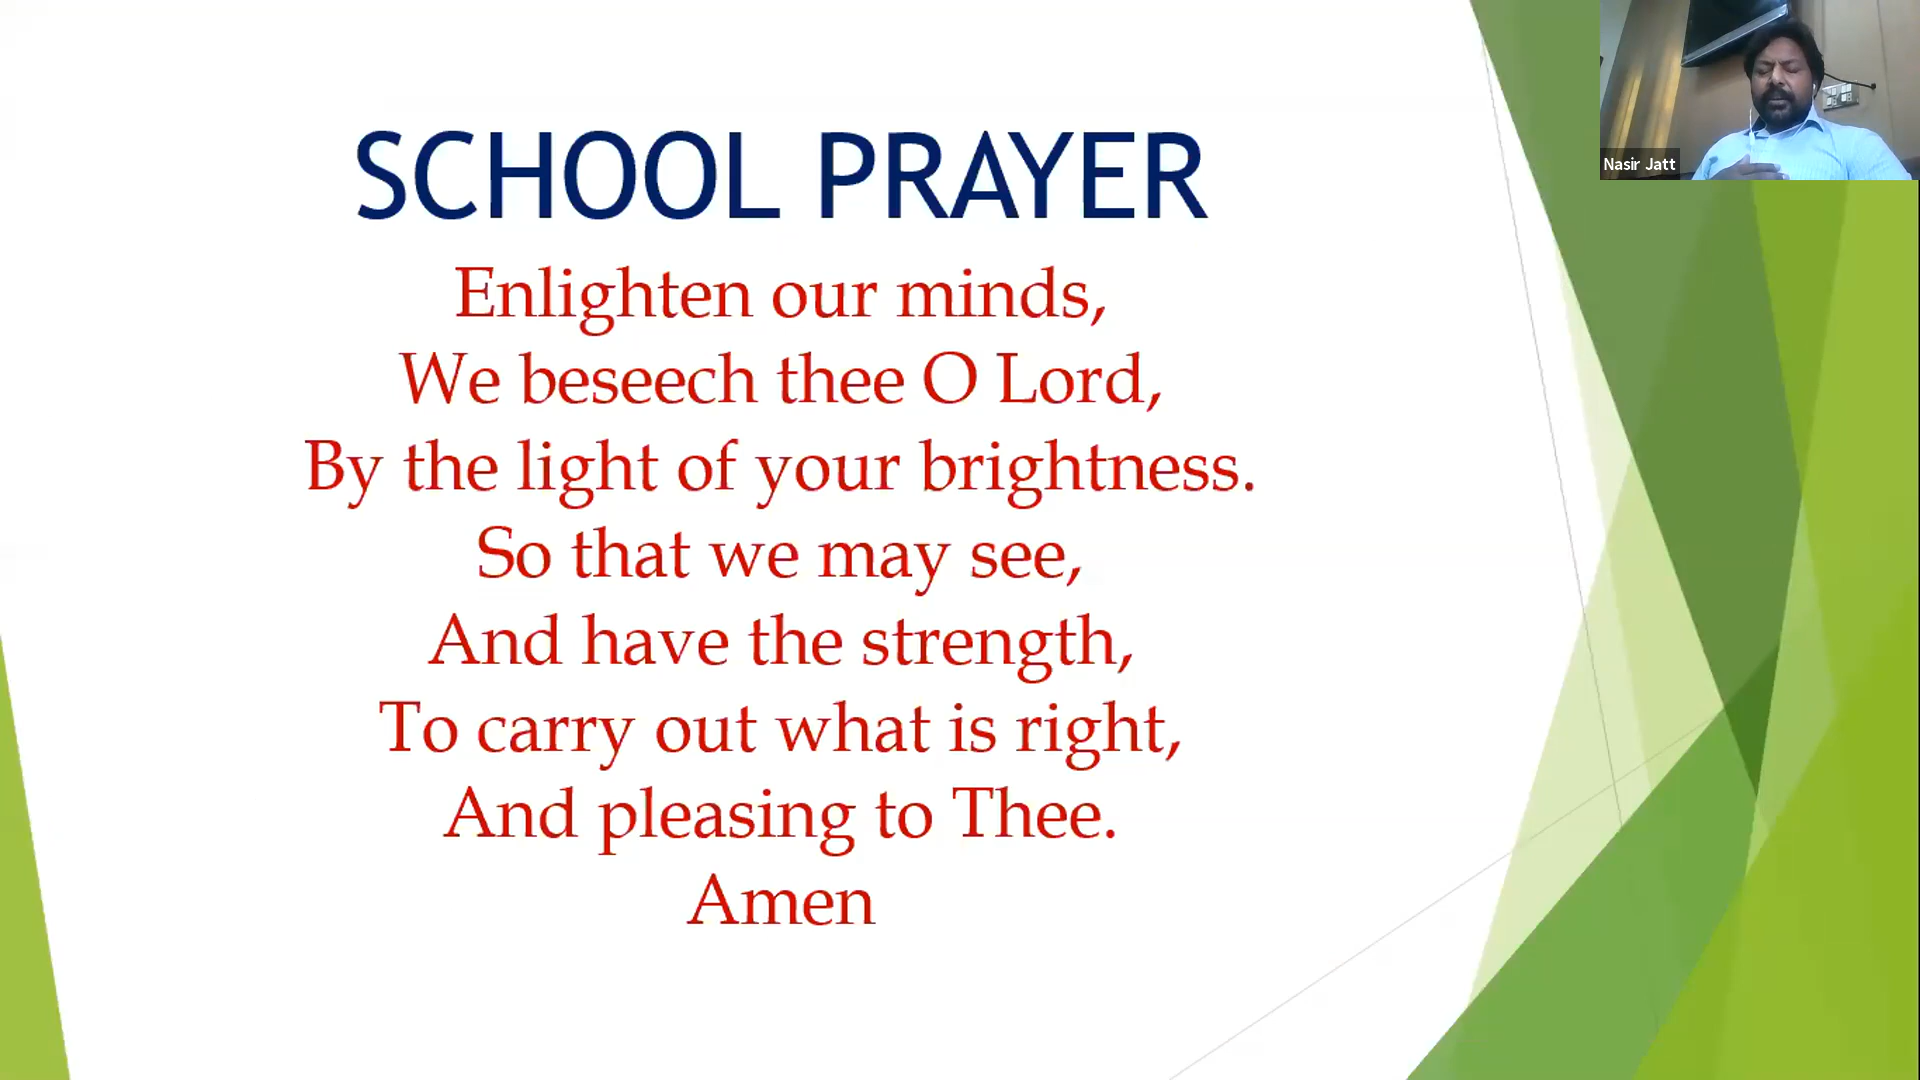 SCHOOL PRAYER
Enlighten our minds,
We beseech thee O Lord,
By the light of your brightness.
So that we may see,
And have the strength,
To carry out what is right,
And pleasing to Thee.
Amen
Nasir Jatt